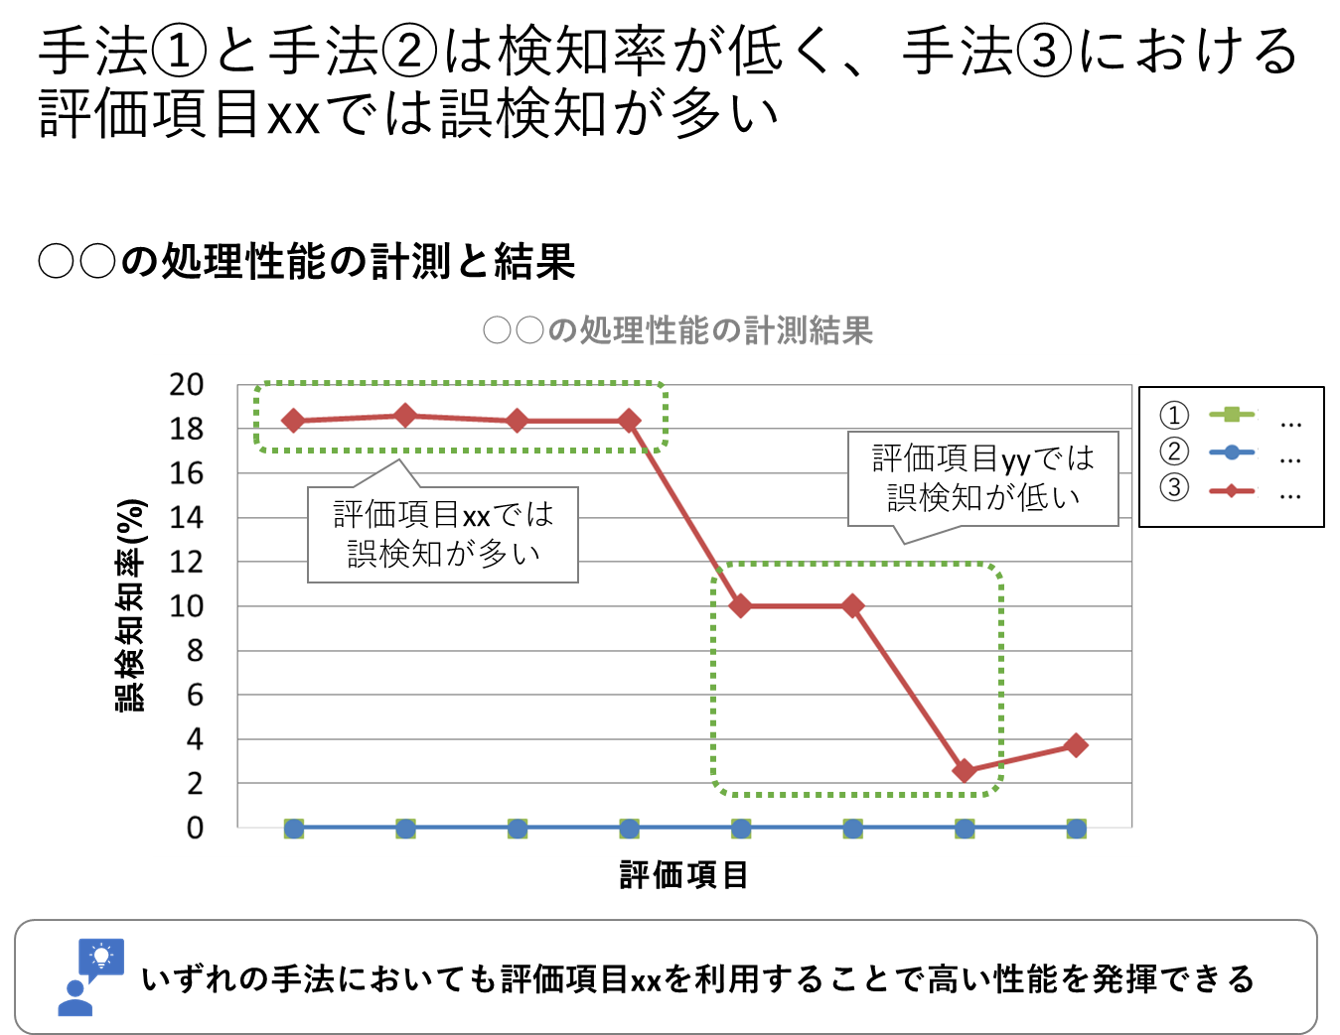 手法①と手法②は検知率が低く、手法③における
評価項目xxでは誤検知が多い
○○の処理性能の計測と結果
○○の処理性能の計測結果
20
18
16
14
12
10
8
6
4
2
0
誤検知知率(%)
評価項目xxでは
誤検知が多い
評価項目yyでは
誤検知が低い
① …
② …
③ …
評価項目
いずれの手法においても評価項目xxを利用することで高い性能を発揮できる